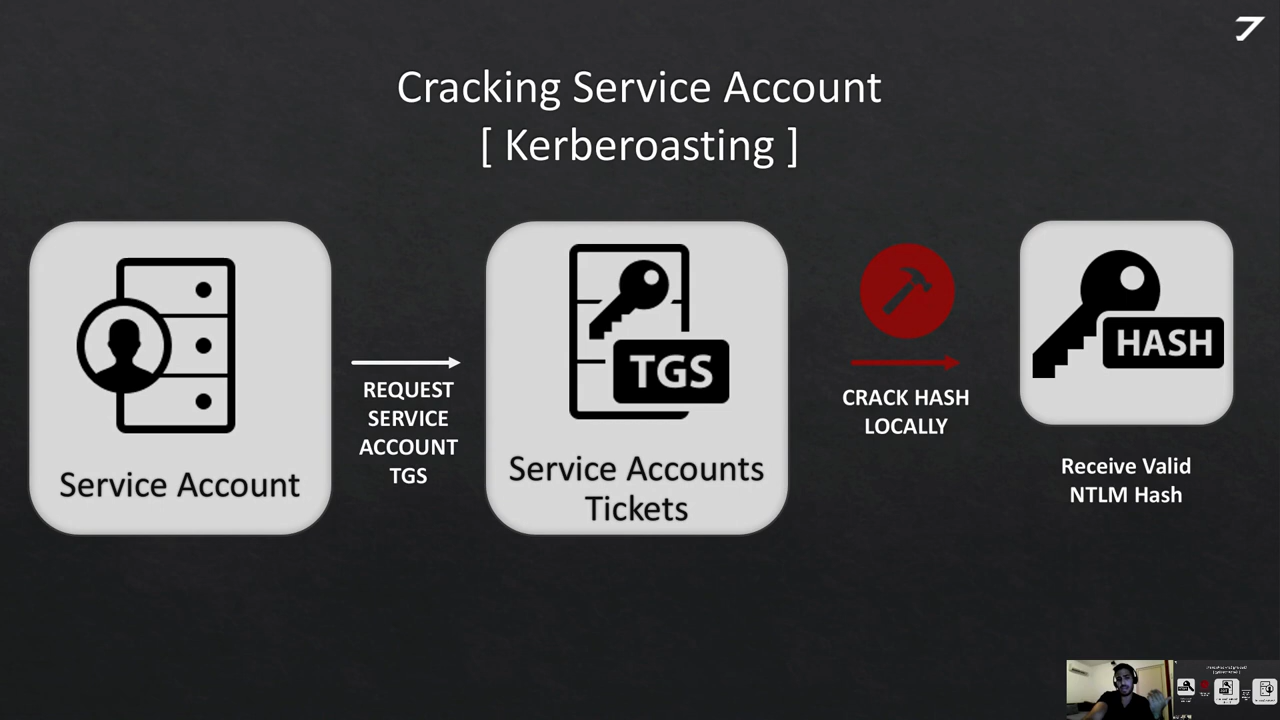 Cracking Service Account
[ Kerberoasting ]
Service Account
REQUEST
SERVICE
ACCOUNT
TGS
TGS
Service Accounts
Tickets
CRACK HASH
LOCALLY
HASH
Receive Valid
NTLM Hash